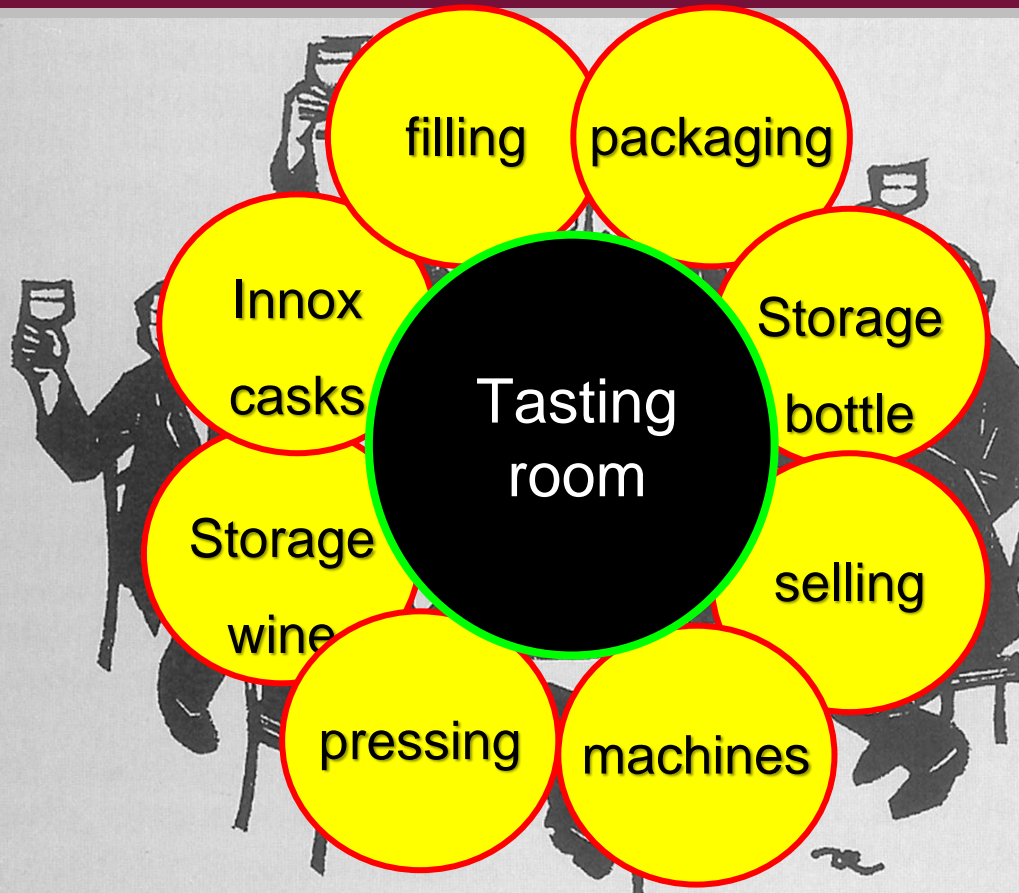 filling
packaging
Innox
casks
Storage
bottle
Tasting
room
Storage
wine
selling
pressing
machines